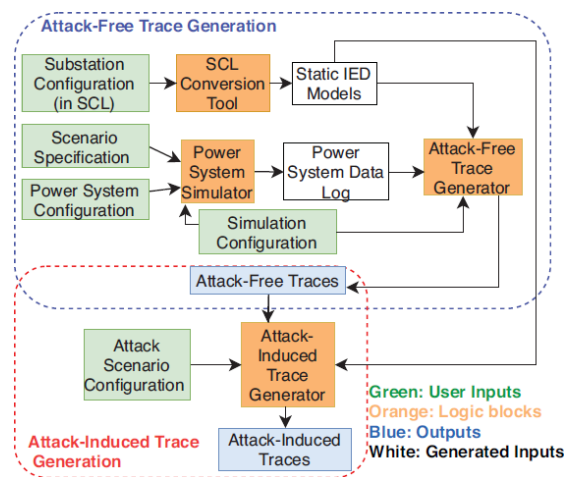 Attack-Free Trace Generation
Substation
Configuration
(in SCL)
SCL
Conversion
Tool
Static IED
Models
Scenario
Specification
Power System
Configuration
Power
System
Simulator
Power
System Data
Log
Attack-Free
Trace
Generator
Simulation
Configuration
Attack-Free Traces
Attack
Scenario
Configuration
Attack-
Induced
Trace
Generator
Attack-Induced
Traces
Attack-Induced Trace
Generation
Green: User Inputs
Orange: Logic blocks
Blue: Outputs
White: Generated Inputs